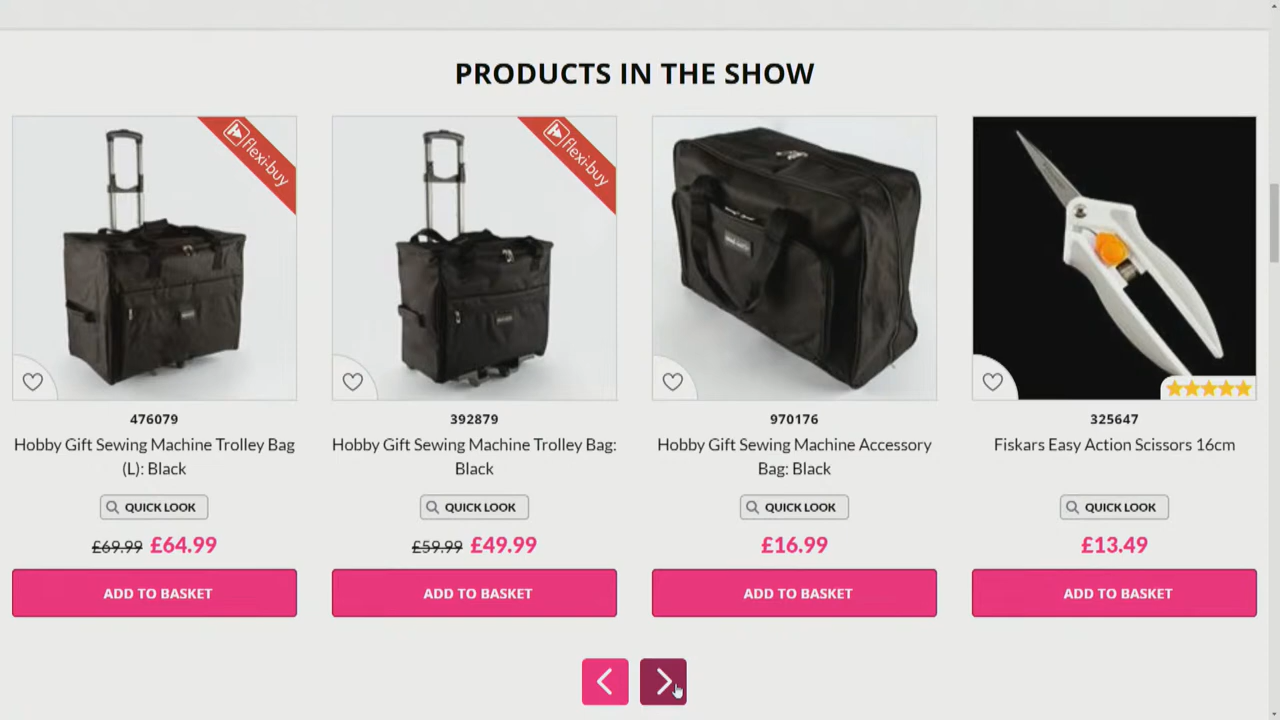 PRODUCTS IN THE SHOW
flexi-buy
flexi-buy
476079
Hobby Gift Sewing Machine Trolley Bag
(L): Black
QUICK LOOK
£69.99 £64.99
ADD TO BASKET
392879
Hobby Gift Sewing Machine Trolley Bag:
Black
QUICK LOOK
£59.99 £49.99
ADD TO BASKET
970176
Hobby Gift Sewing Machine Accessory
Bag: Black
QUICK LOOK
£16.99
ADD TO BASKET
325647
Fiskars Easy Action Scissors 16cm
QUICK LOOK
£13.49
ADD TO BASKET